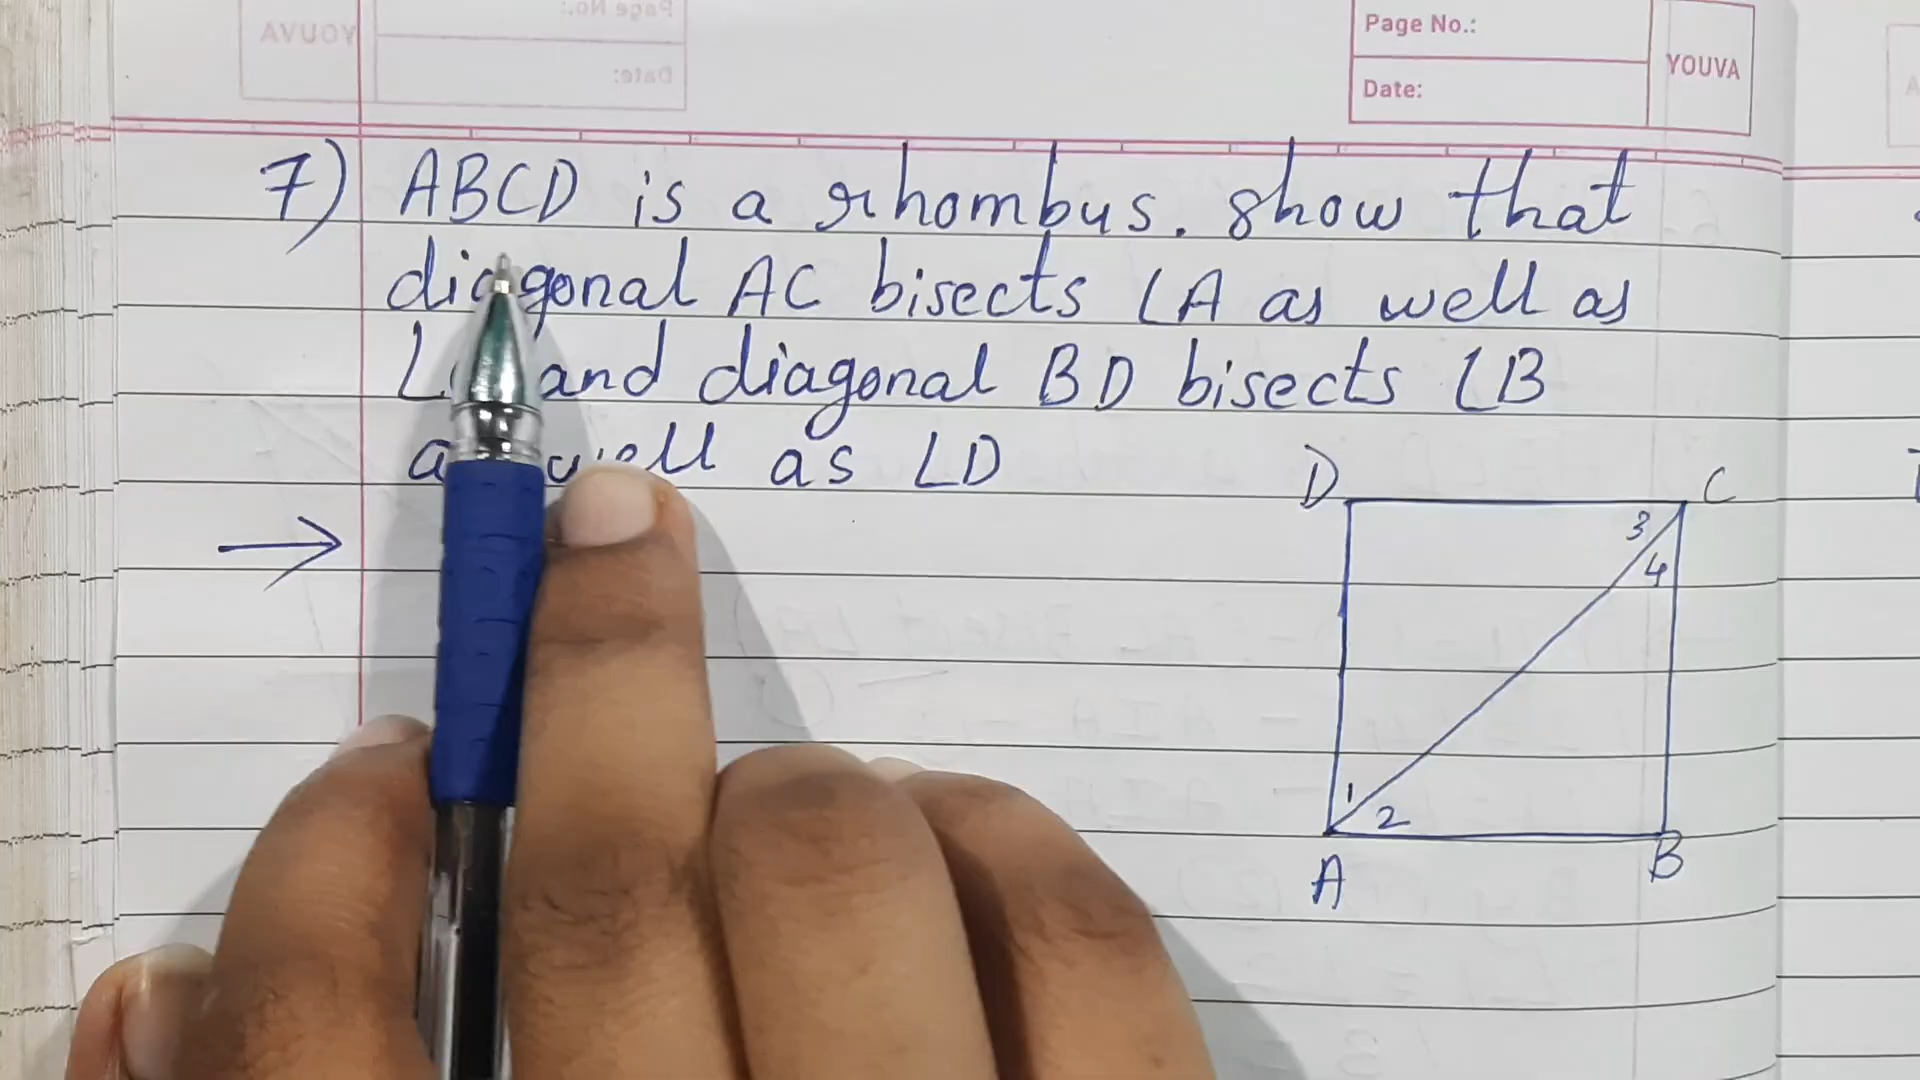 Page No.:
Date:
YOUVA
7) ABCD is a rhombus. show that
diagonal AC bisects ∠A as well as
and diagonal BD bisects ∠B
well as ∠D
D
C
3
4
1
2
A
B